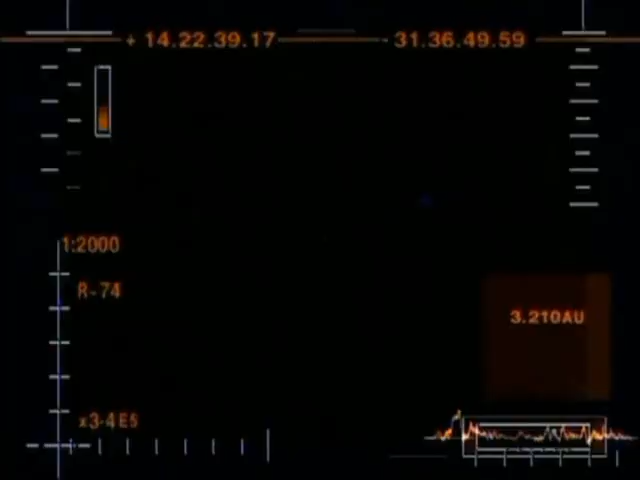 + 14.22.39.17 - 31.36.49.59
1:2000
R-74
3.210AU
x3-4E5